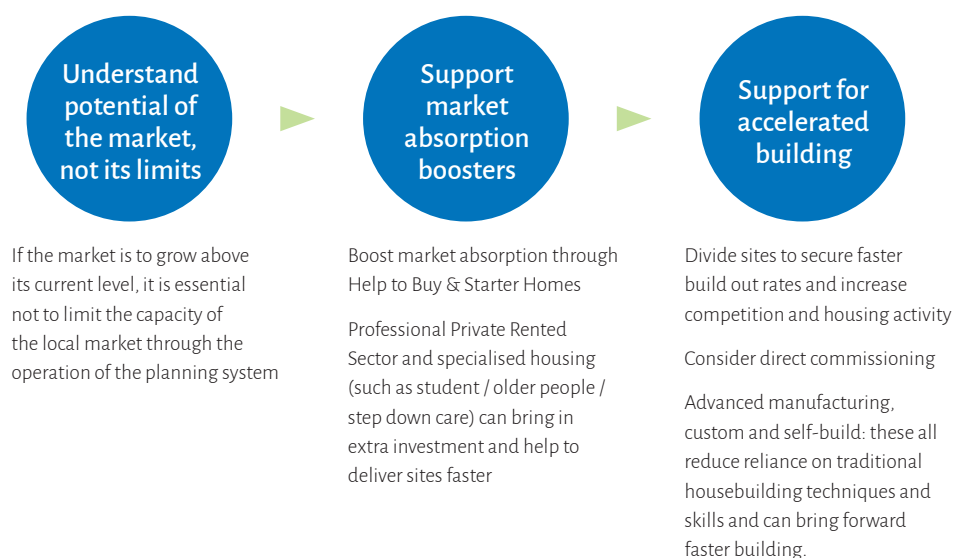 Understand
potential of
the market,
not its limits
If the market is to grow above
its current level, it is essential
not to limit the capacity of
the local market through the
operation of the planning system
Support
market
absorption
boosters
Boost market absorption through
Help to Buy & Starter Homes
Professional Private Rented
Sector and specialised housing
(such as student / older people /
step down care) can bring in
extra investment and help to
deliver sites faster
Support for
accelerated
building
Divide sites to secure faster
build out rates and increase
competition and housing activity
Consider direct commissioning
Advanced manufacturing,
custom and self-build: these all
reduce reliance on traditional
housebuilding techniques and
skills and can bring forward
faster building.